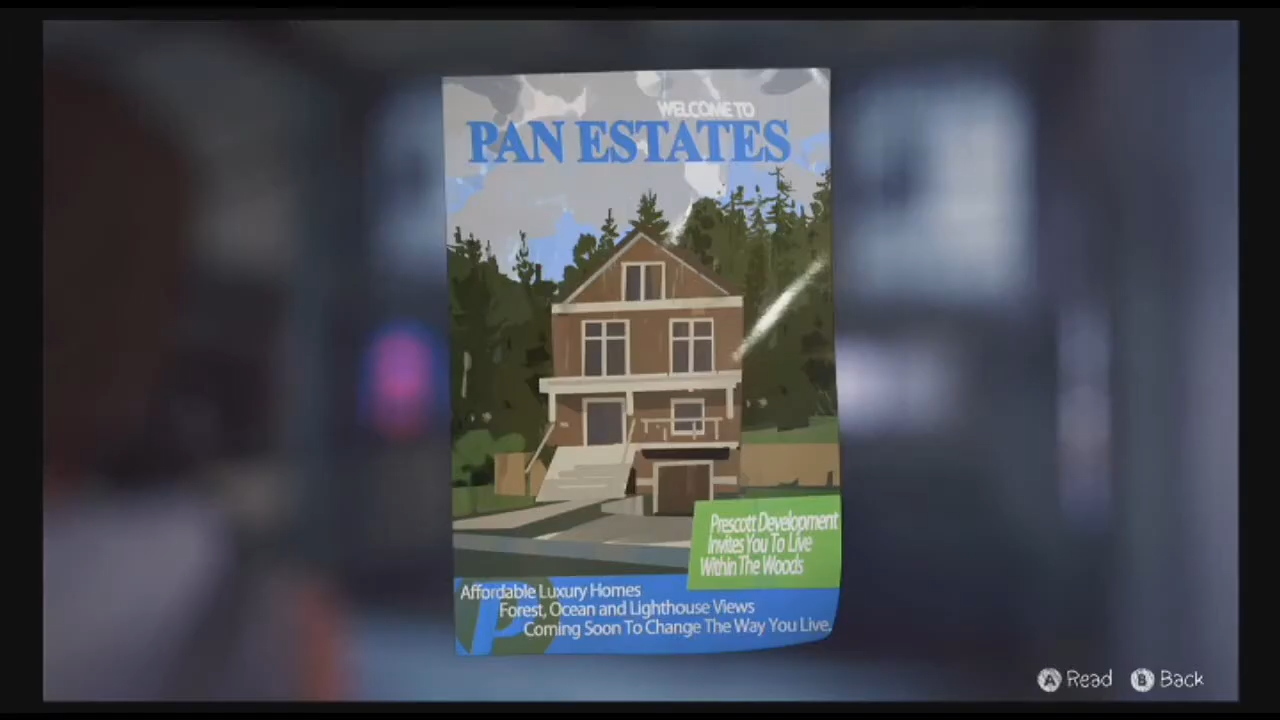 WELCOME TO
PAN ESTATES
Prescott Development
Invites You To Live
Within The Woods
Affordable Luxury Homes
Forest, Ocean and Lighthouse Views
Coming Soon To Change The Way You Live.
A Read B Back